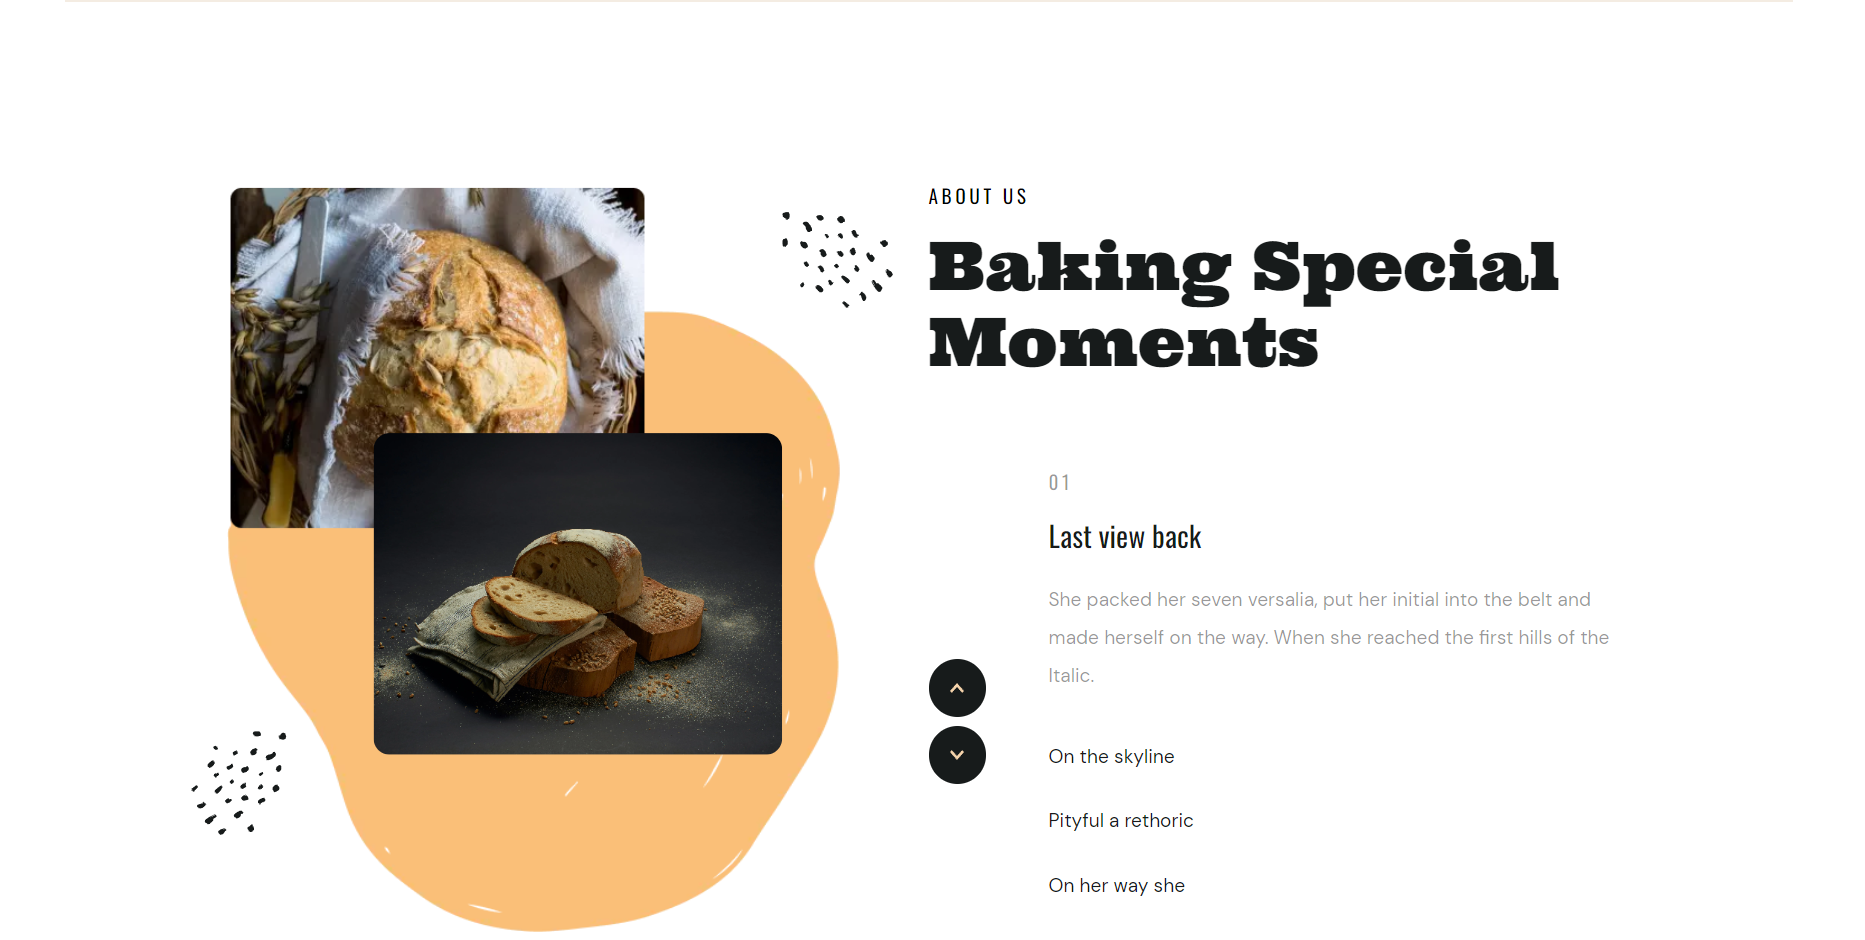 ABOUT US
Baking Special
Moments
01
Last view back
She packed her seven versalia, put her initial into the belt and
made herself on the way. When she reached the first hills of the
Italic.
On the skyline
Pityful a rethoric
On her way she